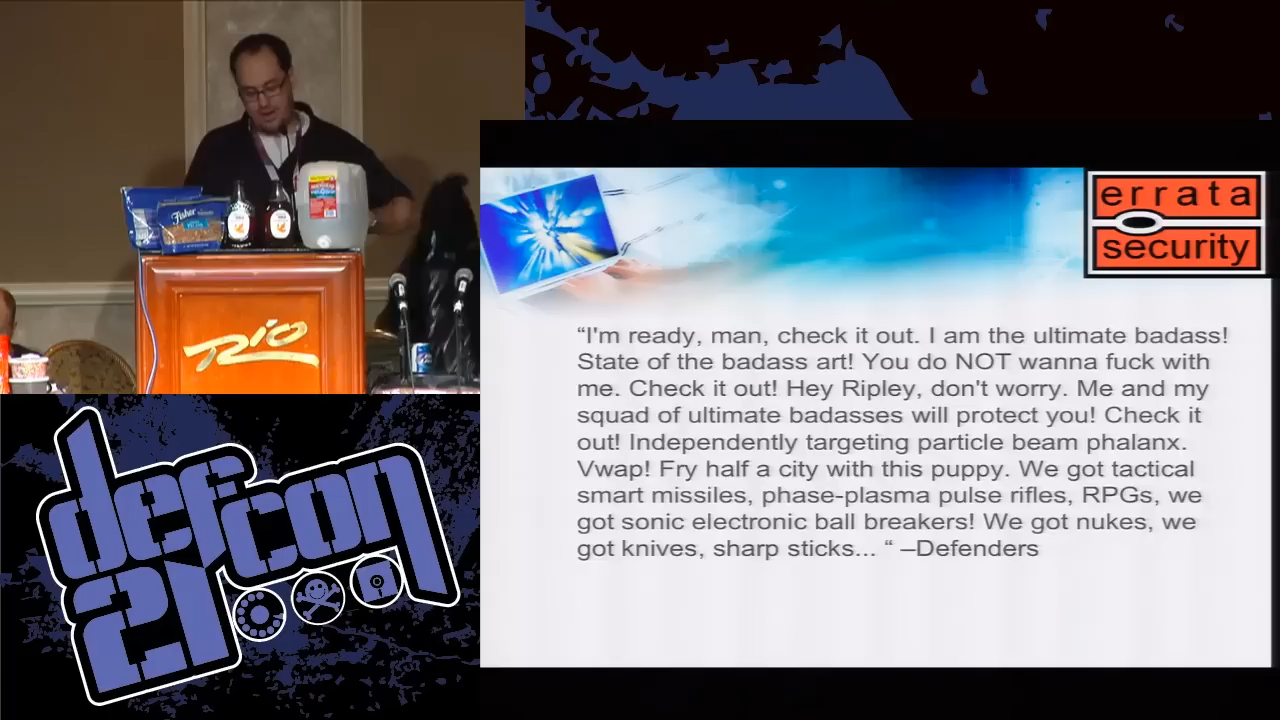 Fisher
RIO
errata
security
“I'm ready, man, check it out. I am the ultimate badass!
State of the badass art! You do NOT wanna fuck with
me. Check it out! Hey Ripley, don't worry. Me and my
squad of ultimate badasses will protect you! Check it
out! Independently targeting particle beam phalanx.
Vwap! Fry half a city with this puppy. We got tactical
smart missiles, phase-plasma pulse rifles, RPGs, we
got sonic electronic ball breakers! We got nukes, we
got knives, sharp sticks... “ –Defenders
defcon
21